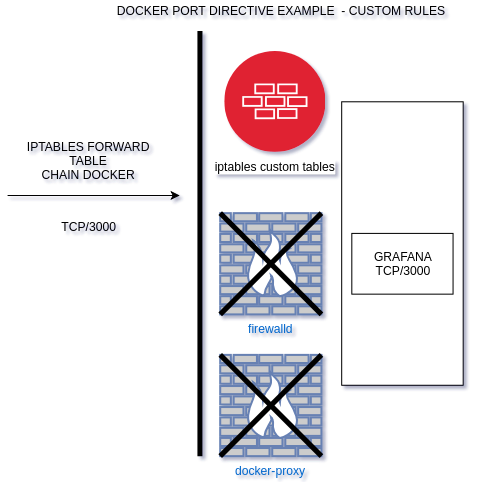 DOCKER PORT DIRECTIVE EXAMPLE - CUSTOM RULES
IPTABLES FORWARD
TABLE
CHAIN DOCKER
TCP/3000
iptables custom tables
firewalld
docker-proxy
GRAFANA
TCP/3000